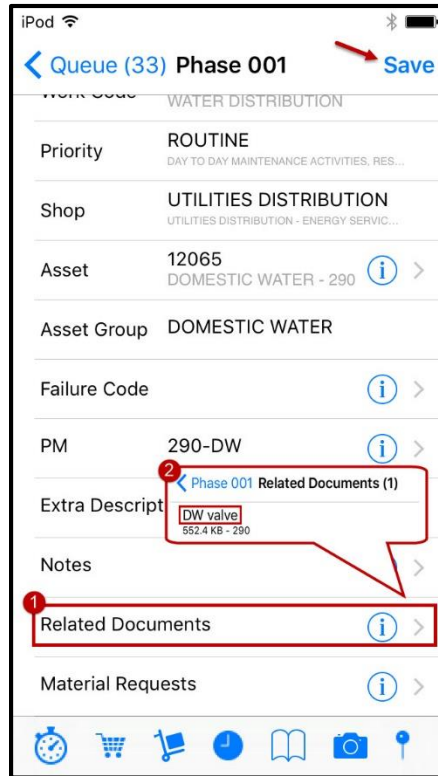 iPod
Queue (33) Phase 001 Save
Work Code
WATER DISTRIBUTION
Priority ROUTINE
DAY TO DAY MAINTENANCE ACTIVITIES, RES...
Shop UTILITIES DISTRIBUTION
UTILITIES DISTRIBUTION - ENERGY SERVIC...
Asset 12065
DOMESTIC WATER - 290
Asset Group DOMESTIC WATER
Failure Code
PM 290-DW
2
Phase 001 Related Documents (1)
Extra Descript
DW valve
552.4 KB - 290
Notes
1
Related Documents
Material Requests